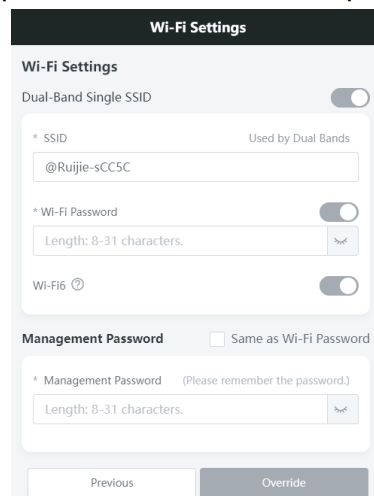 Wi-Fi Settings
Wi-Fi Settings
Dual-Band Single SSID
* SSID Used by Dual Bands
@Ruijie-sCC5C
* Wi-Fi Password
Length: 8-31 characters.
Wi-Fi6 ?
Management Password Same as Wi-Fi Password
* Management Password (Please remember the password.)
Length: 8-31 characters.
Previous Override